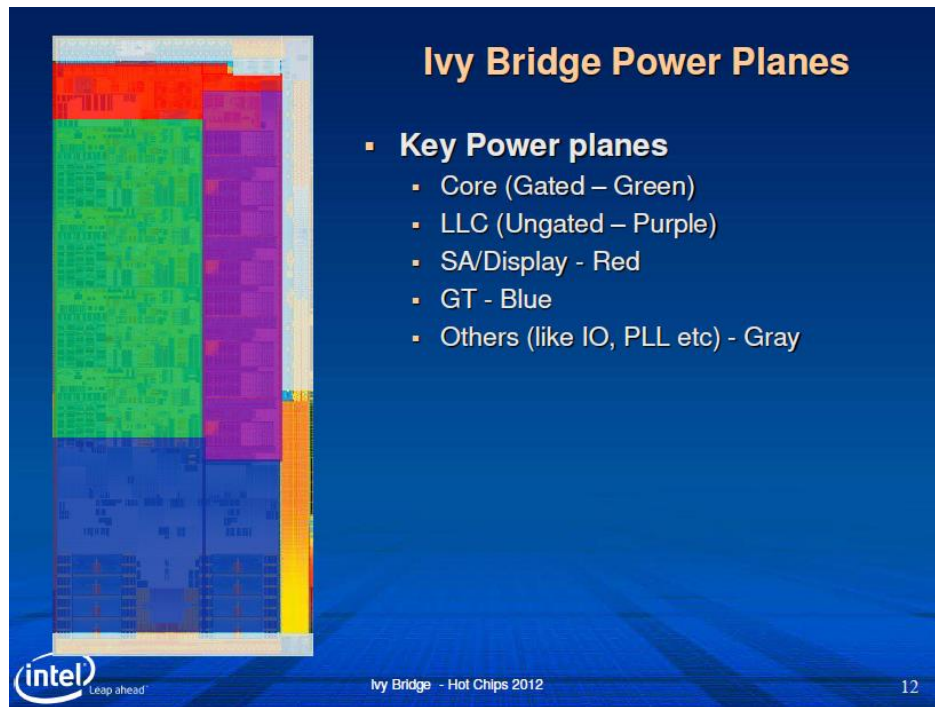 Ivy Bridge Power Planes
Key Power planes
Core (Gated – Green)
LLC (Ungated – Purple)
SA/Display - Red
GT - Blue
Others (like IO, PLL etc) - Gray
intel
Leap ahead™
Ivy Bridge - Hot Chips 2012
12